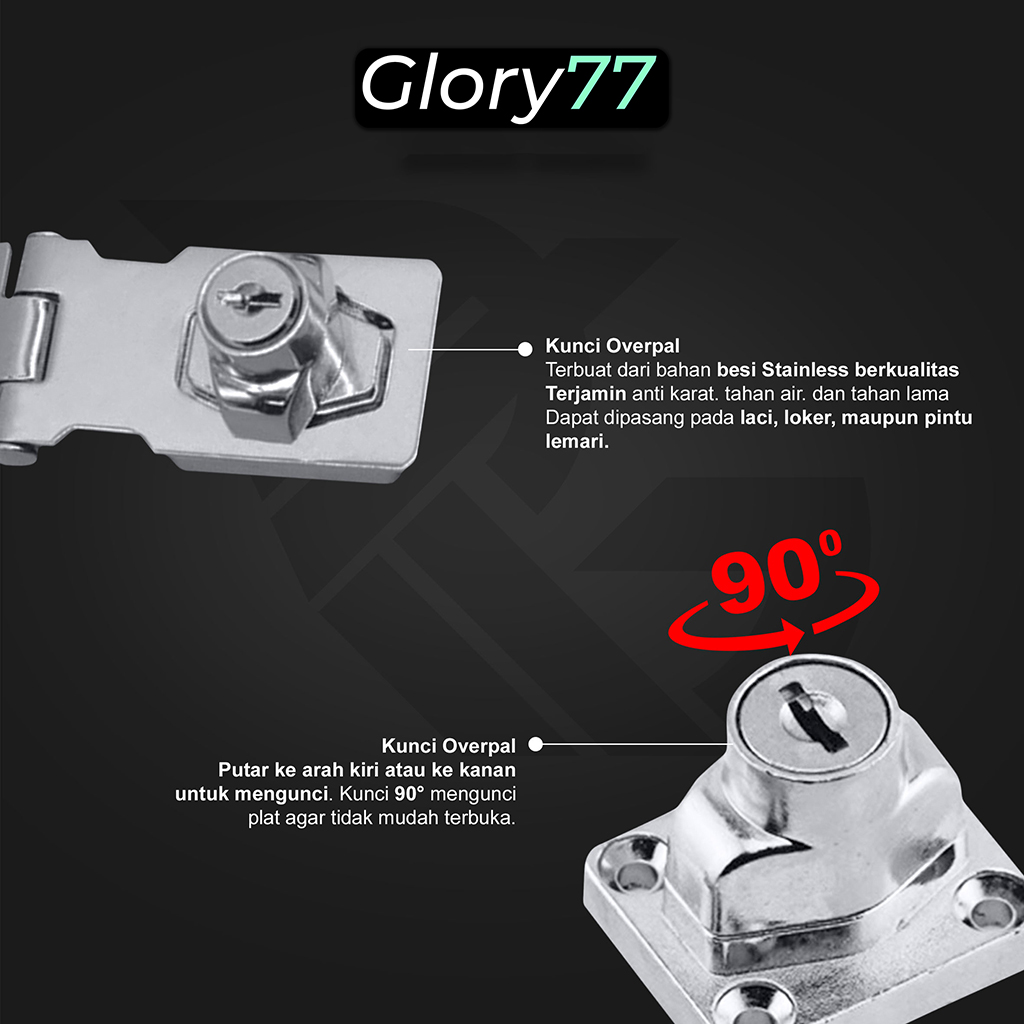 Glory77
Kunci Overpal
Terbuat dari bahan besi Stainless berkualitas
Terjamin anti karat. tahan air. dan tahan lama
Dapat dipasang pada laci, loker, maupun pintu
lemari.
90⁰
Kunci Overpal
Putar ke arah kiri atau ke kanan
untuk mengunci. Kunci 90° mengunci
plat agar tidak mudah terbuka.